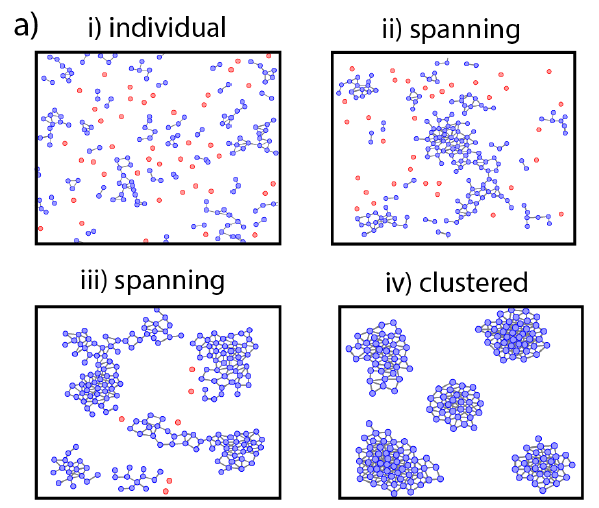 a) i) individual
ii) spanning
iii) spanning
iv) clustered